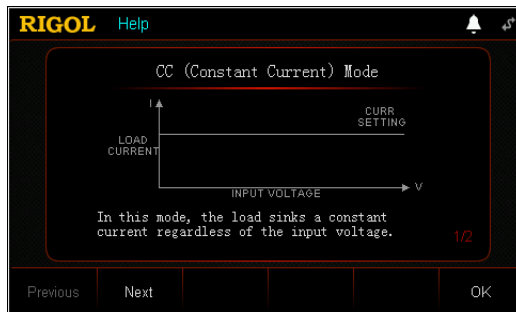 RIGOL Help
CC (Constant Current) Mode
I
CURR
SETTING
LOAD
CURRENT
V
INPUT VOLTAGE
In this mode, the load sinks a constant
current regardless of the input voltage.
1/2
Previous Next OK